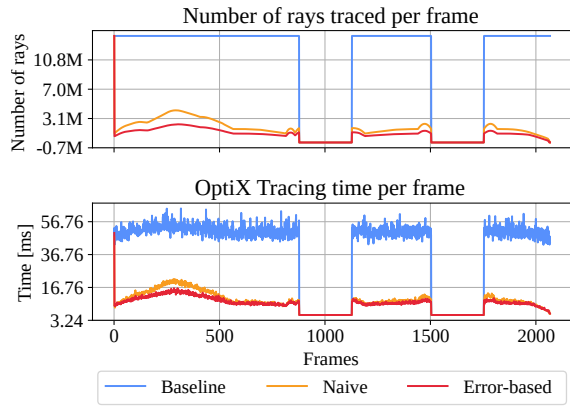 Number of rays traced per frame
Number of rays
10.8M
7.0M
3.1M
-0.7M
OptiX Tracing time per frame
Time [ms]
56.76
36.76
16.76
3.24
0 500 1000 1500 2000
Frames
Baseline Naive Error-based